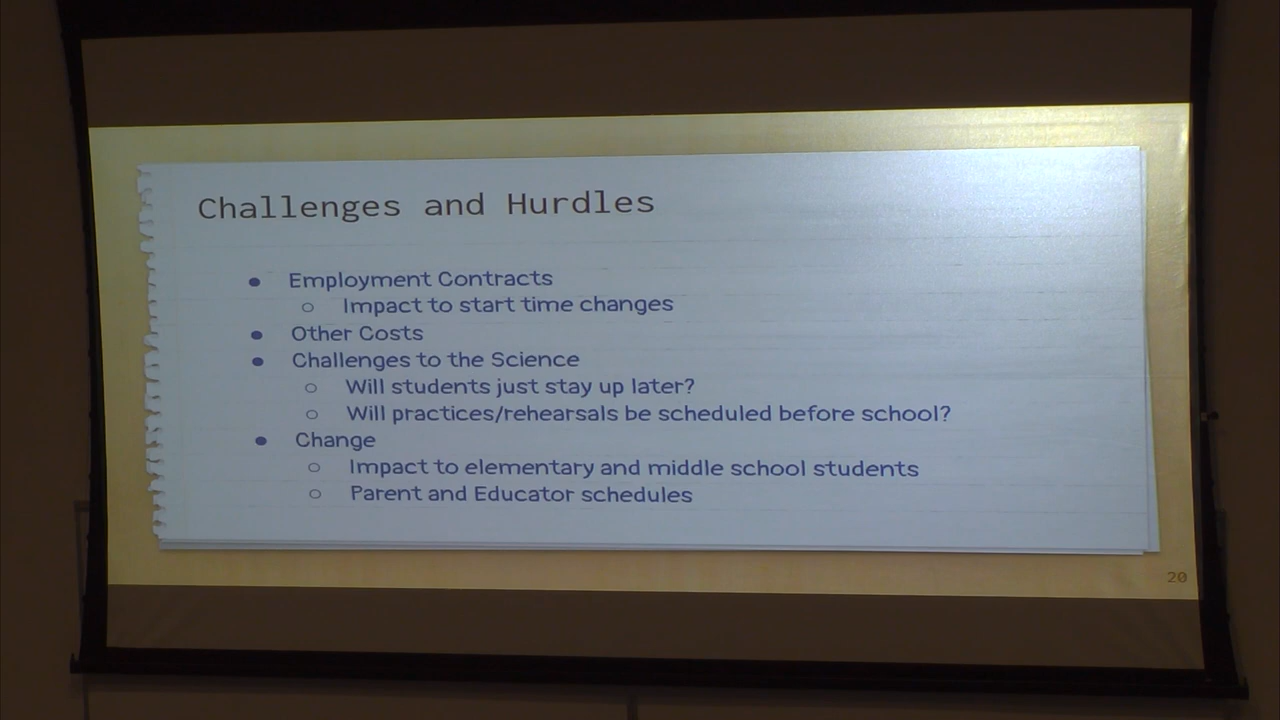 Challenges and Hurdles
● Employment Contracts
○ Impact to start time changes
● Other Costs
● Challenges to the Science
○ Will students just stay up later?
○ Will practices/rehearsals be scheduled before school?
● Change
○ Impact to elementary and middle school students
○ Parent and Educator schedules
20